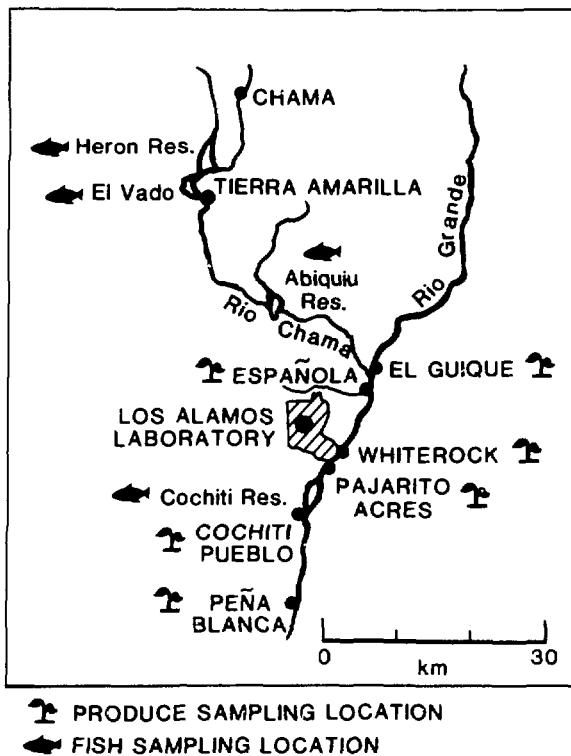 CHAMA
Heron Res.
El Vado
TIERRA AMARILLA
Abiquiu
Res.
Rio Grande
Rio Chama
ESPAÑOLA
EL GUIQUE
LOS ALAMOS
LABORATORY
WHITEROCK
PAJARITO
ACRES
Cochiti Res.
COCHITI
PUEBLO
PEÑA
BLANCA
0 30
km
PRODUCE SAMPLING LOCATION
FISH SAMPLING LOCATION